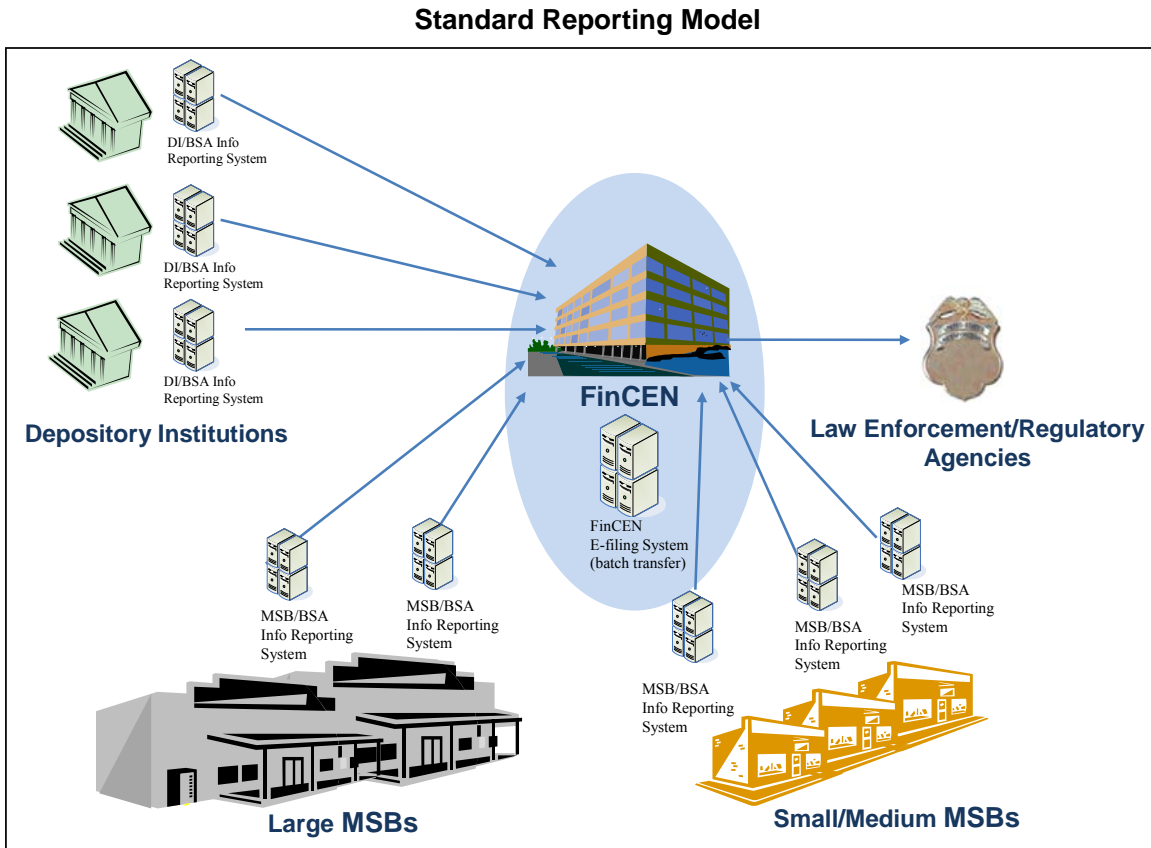 Standard Reporting Model
DI/BSA Info
Reporting System
DI/BSA Info
Reporting System
DI/BSA Info
Reporting System
Depository Institutions
FinCEN
Law Enforcement/Regulatory
Agencies
FinCEN
E-filing System
(batch transfer)
MSB/BSA
Info Reporting
System
MSB/BSA
Info Reporting
System
MSB/BSA
Info Reporting
System
MSB/BSA
Info Reporting
System
MSB/BSA
Info Reporting
System
Large MSBs
Small/Medium MSBs